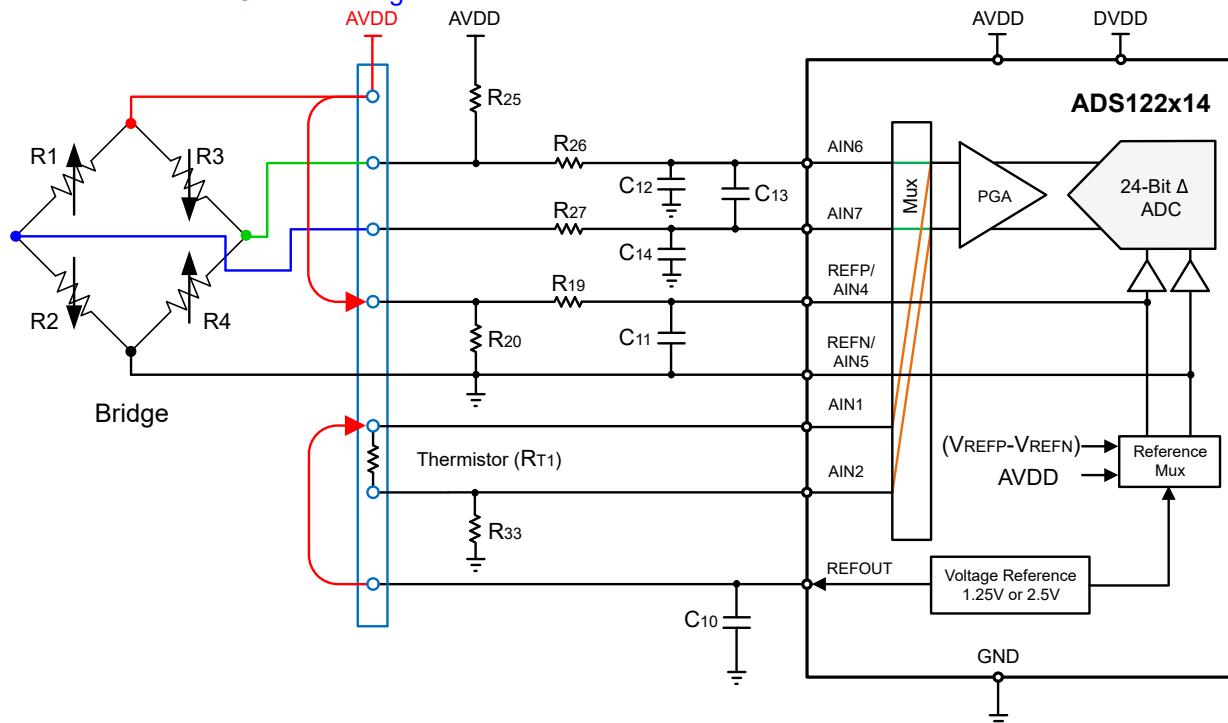 AVDD
AVDD
AVDD
DVDD
ADS122x14
R25
R1
R3
R26
AIN6
C12
C13
Mux
PGA
24-Bit Δ
ADC
R27
AIN7
C14
R2
R4
R19
REFP/
AIN4
R20
C11
REFN/
AIN5
Bridge
AIN1
Thermistor (RT1)
(VREFP-VREFN)
AVDD
Reference
Mux
AIN2
R33
REFOUT
Voltage Reference
1.25V or 2.5V
C10
GND